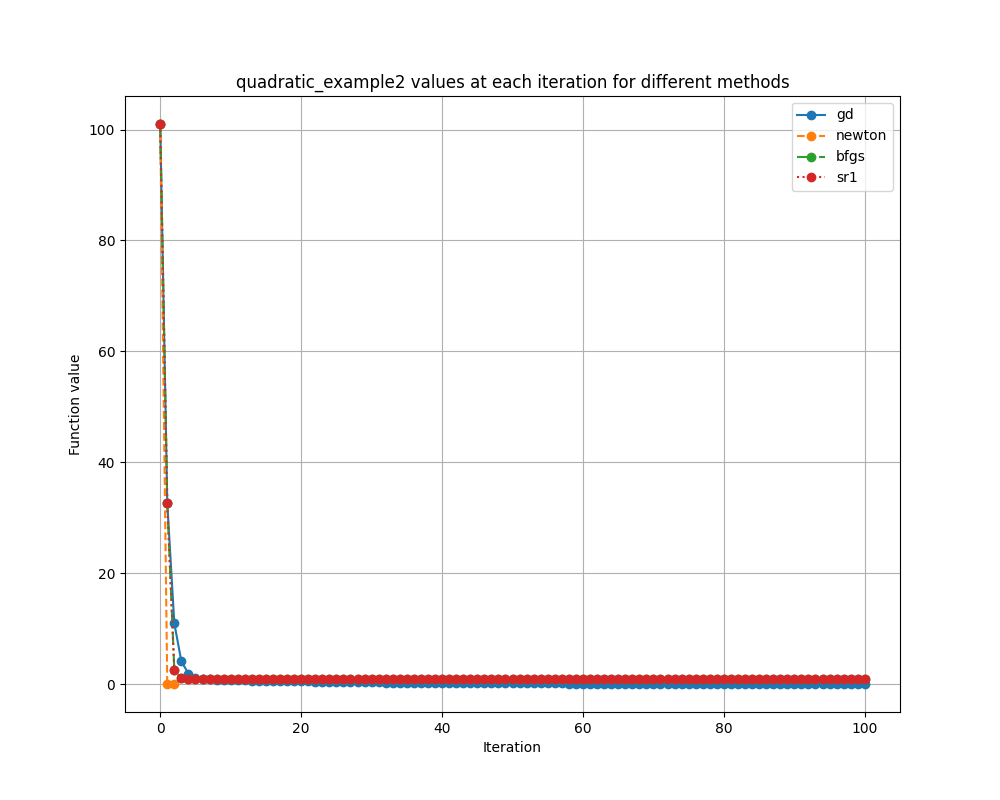 quadratic_example2 values at each iteration for different methods
gd
newton
bfgs
sr1
100
80
60
40
20
0
Function value
0 20 40 60 80 100
Iteration